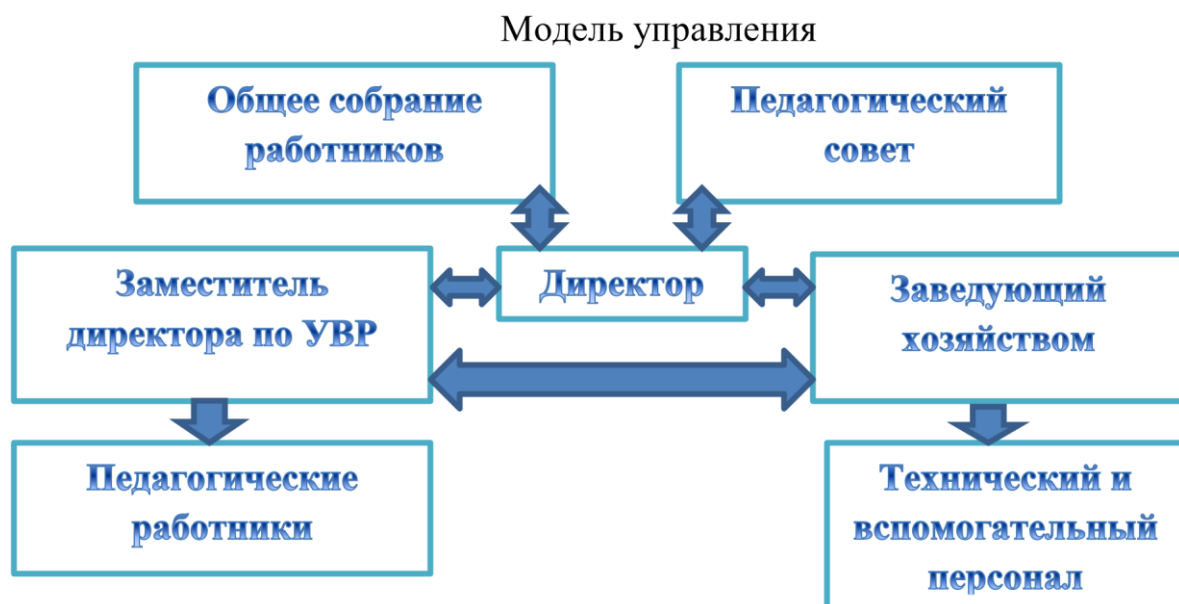 Модель управления
Общее собрание
работников
Педагогический
совет
Директор
Заместитель
директора по УВР
Заведующий
хозяйством
Педагогические
работники
Технический и
вспомогательный
персонал